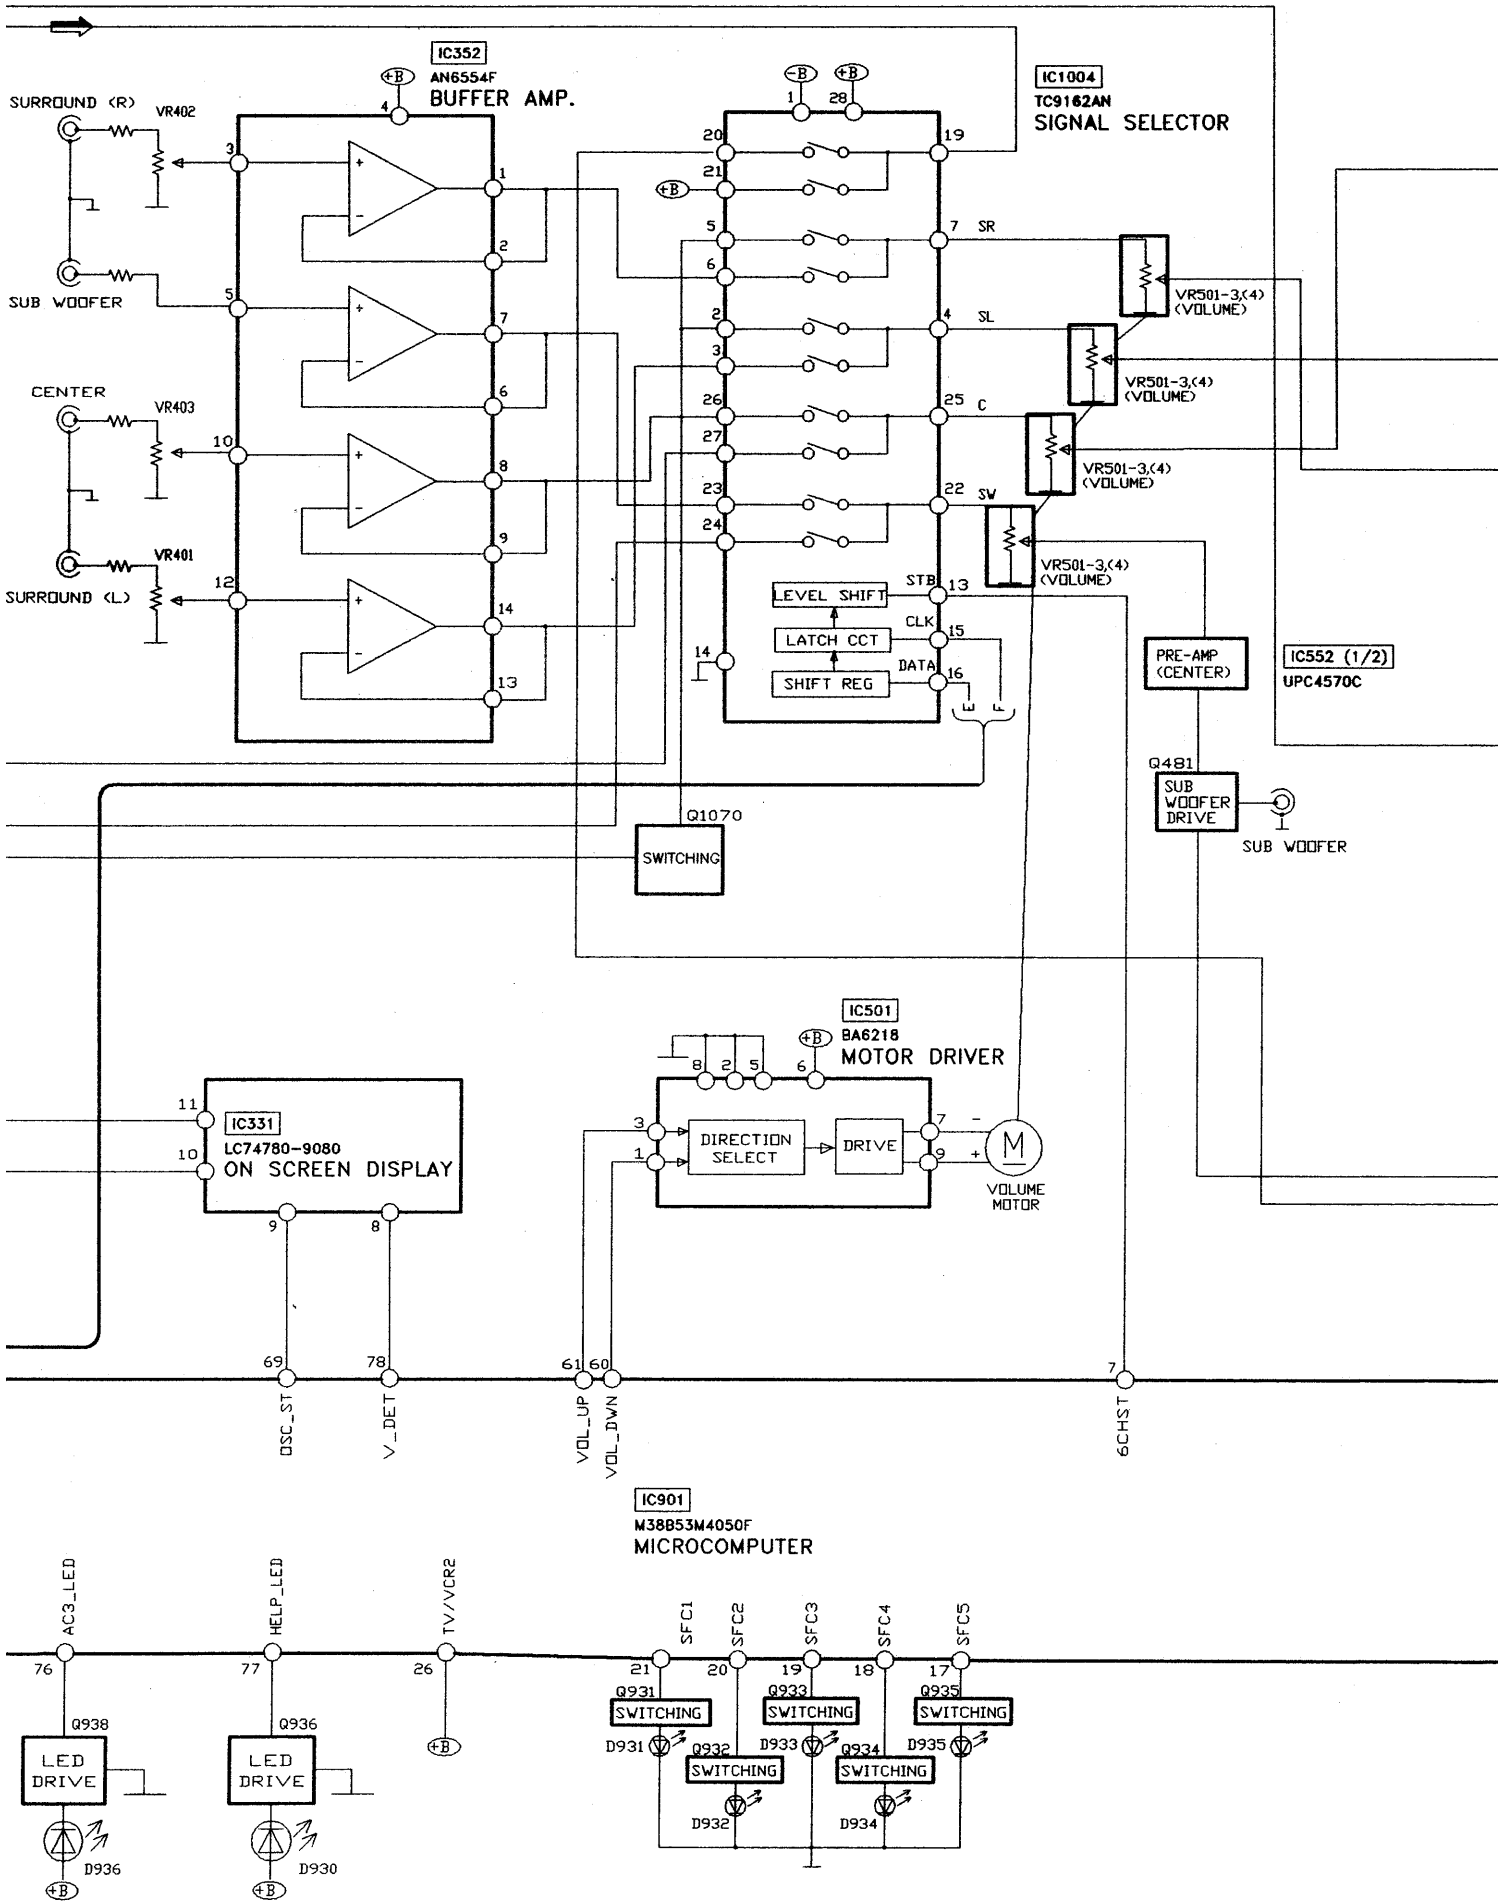 IC352
AN6554F
BUFFER AMP.
+B
4
SURROUND (R)
VR402
3
1
2
SUB WOOFER
5
7
6
CENTER
VR403
10
8
9
VR401
SURROUND (L)
12
14
13
IC1004
TC9162AN
SIGNAL SELECTOR
-B
+B
1
28
20
19
21
+B
5
7
SR
6
2
4
SL
3
26
25
C
27
23
22
SW
24
VR501-3,(4)
(VOLUME)
VR501-3,(4)
(VOLUME)
VR501-3,(4)
(VOLUME)
VR501-3,(4)
(VOLUME)
STB
13
LEVEL SHIFT
CLK
15
LATCH CCT
DATA
16
SHIFT REG
14
E
F
PRE-AMP
(CENTER)
IC552 (1/2)
UPC4570C
Q481
SUB
WOOFER
DRIVE
SUB WOOFER
Q1070
SWITCHING
IC501
BA6218
MOTOR DRIVER
+B
8
2
5
6
3
1
DIRECTION
SELECT
DRIVE
7
-
9
+
M
VOLUME
MOTOR
11
10
IC331
LC74780-9080
ON SCREEN DISPLAY
9
8
69
78
61
60
7
OSC_ST
V_DET
VOL_UP
VOL_DWN
6CHST
IC901
M38B53M4050F
MICROCOMPUTER
AC3_LED
HELP_LED
TV/VCR2
SFC1
SFC2
SFC3
SFC4
SFC5
76
77
26
21
20
19
18
17
Q938
LED
DRIVE
D936
+B
Q936
LED
DRIVE
D930
+B
+B
Q931
SWITCHING
D931
Q932
SWITCHING
D932
Q933
SWITCHING
D933
Q934
SWITCHING
D934
Q935
SWITCHING
D935